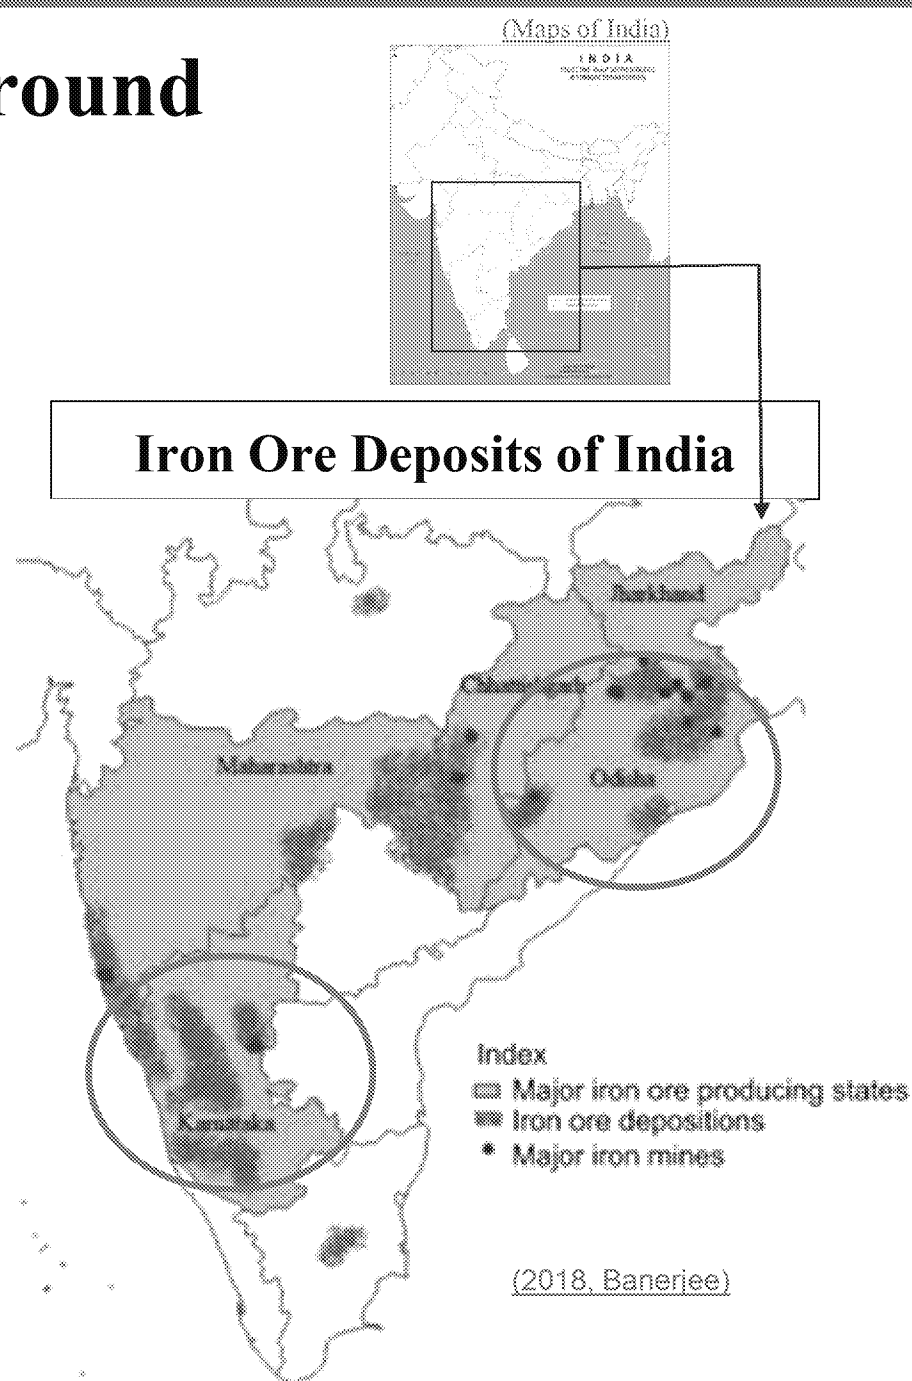 (Maps of India)
round
INDIA
Iron Ore Deposits of India
Jharkhand
Chhattisgarh
Maharashtra
Odisha
Index
Major iron ore producing states
Iron ore depositions
Major iron mines
Karnataka
(2018, Banerjee)